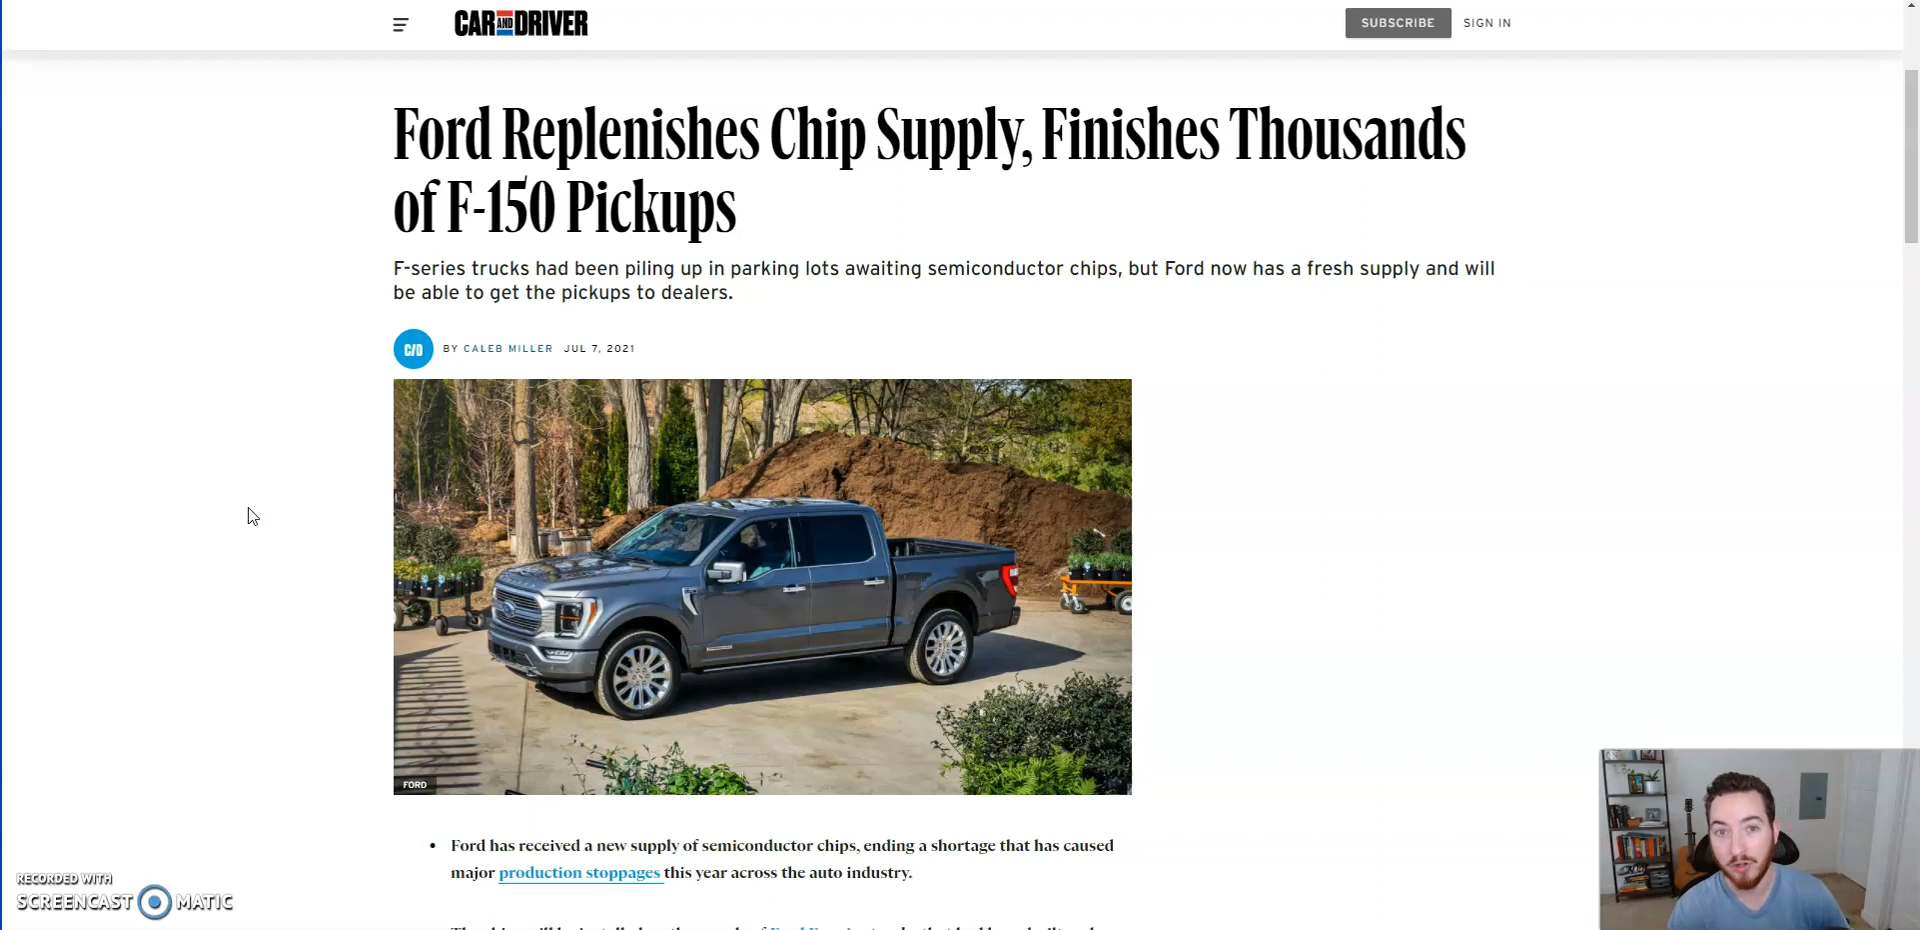 CAR AND DRIVER
SUBSCRIBE
SIGN IN
Ford Replenishes Chip Supply, Finishes Thousands
of F-150 Pickups
F-series trucks had been piling up in parking lots awaiting semiconductor chips, but Ford now has a fresh supply and will
be able to get the pickups to dealers.
C/D
BY CALEB MILLER JUL 7, 2021
FORD
• Ford has received a new supply of semiconductor chips, ending a shortage that has caused
major production stoppages this year across the auto industry.
RECORDED WITH
SCREENCAST MATIC